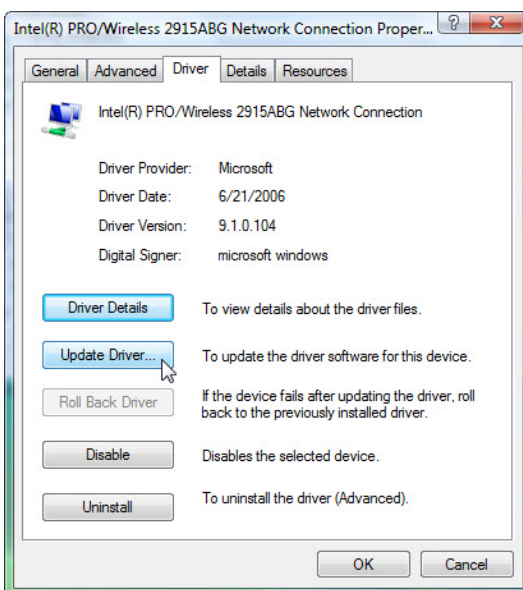 Intel(R) PRO/Wireless 2915ABG Network Connection Proper...
General Advanced Driver Details Resources
Intel(R) PRO/Wireless 2915ABG Network Connection
Driver Provider: Microsoft
Driver Date: 6/21/2006
Driver Version: 9.1.0.104
Digital Signer: microsoft windows
Driver Details To view details about the driver files.
Update Driver... To update the driver software for this device.
Roll Back Driver If the device fails after updating the driver, roll
back to the previously installed driver.
Disable Disables the selected device.
Uninstall To uninstall the driver (Advanced).
OK Cancel